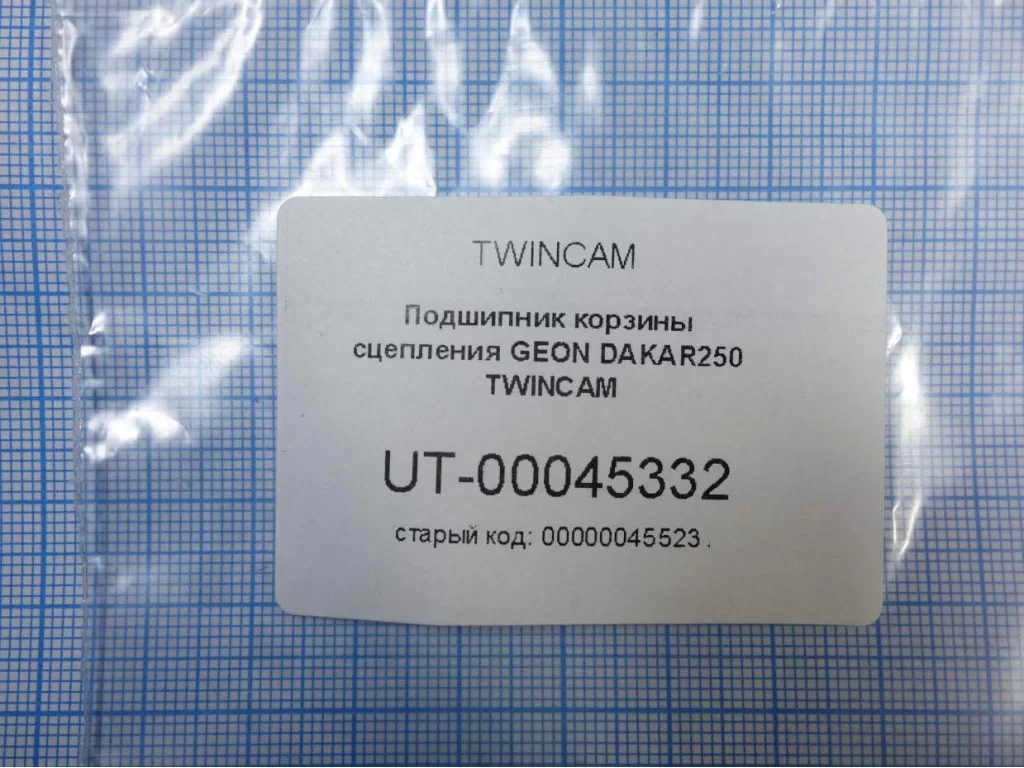 TWINCAM
Подшипник корзины
сцепления GEON DAKAR250
TWINCAM
UT-00045332
старый код: 00000045523 .